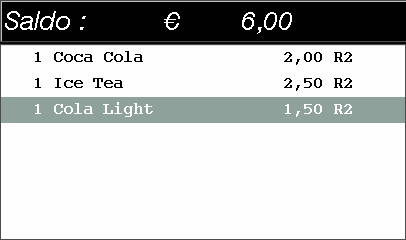 Saldo : € 6,00
1 Coca Cola 2,00 R2
1 Ice Tea 2,50 R2
1 Cola Light 1,50 R2